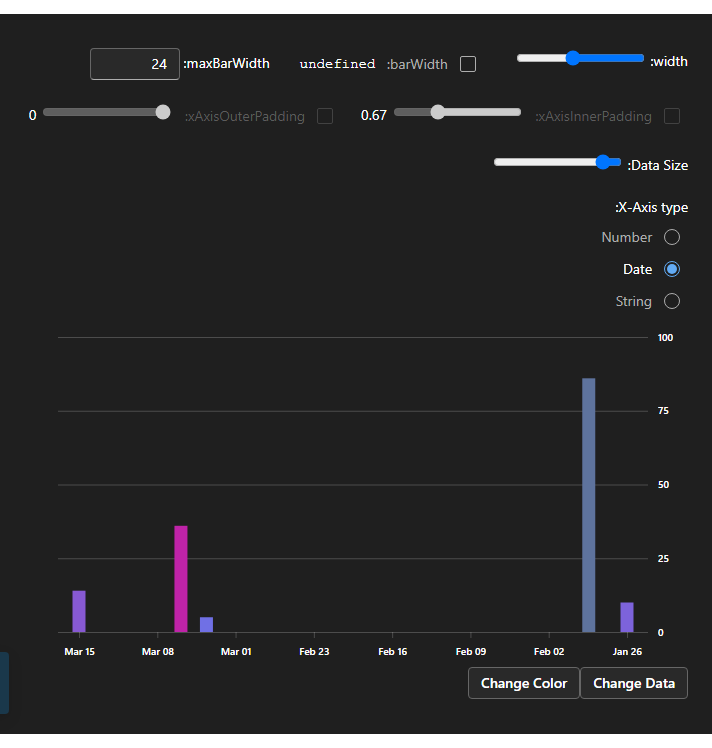 :width
:barWidth undefined
:maxBarWidth 24
:xAxisInnerPadding 0.67
:xAxisOuterPadding 0
:Data Size
:X-Axis type
Number
Date
String
100
75
50
25
0
Mar 15 Mar 08 Mar 01 Feb 23 Feb 16 Feb 09 Feb 02 Jan 26
Change Color Change Data